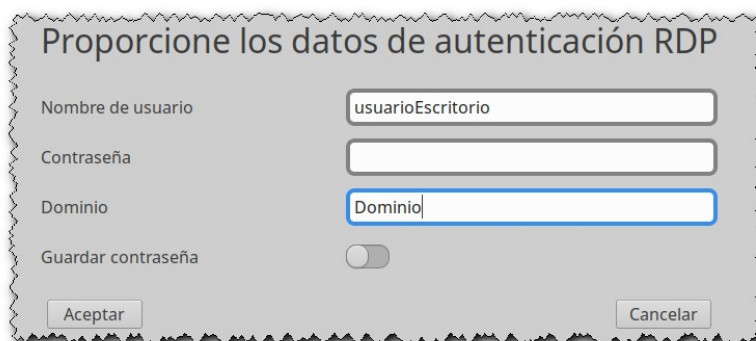 Proporcione los datos de autenticación RDP
Nombre de usuario usuarioEscritorio
Contraseña
Dominio Dominio
Guardar contraseña
Aceptar Cancelar